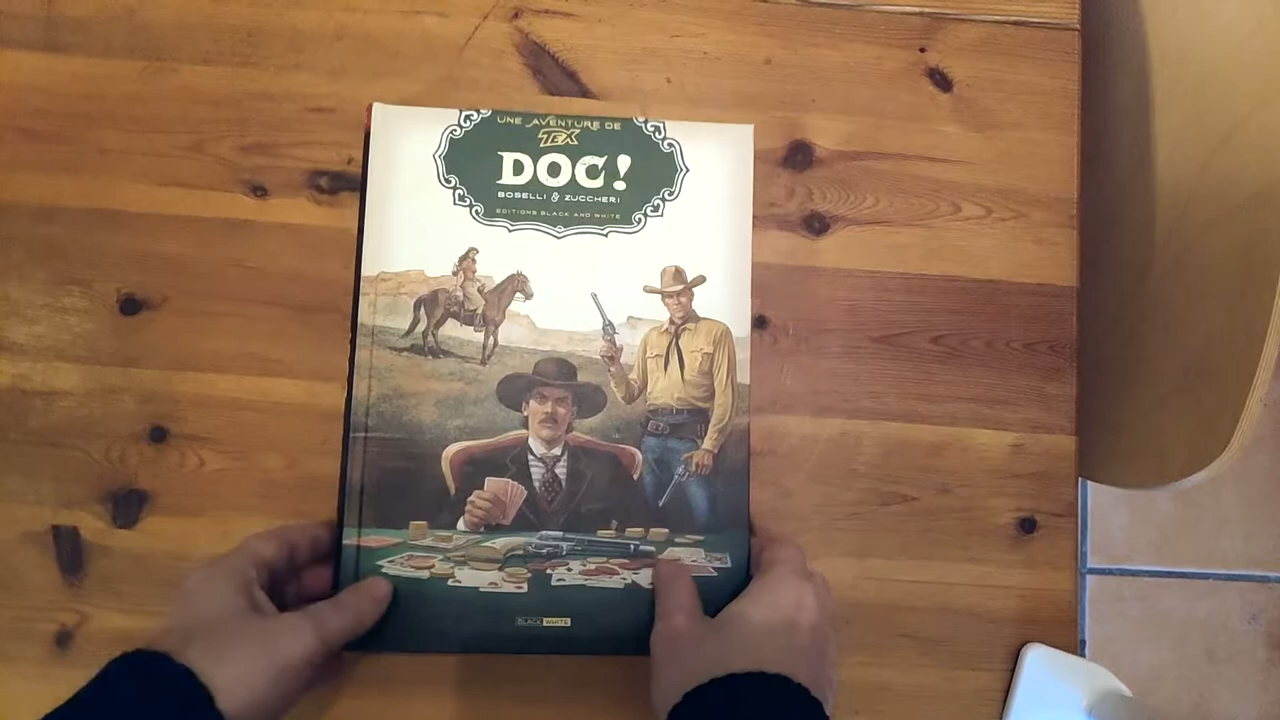 UNE AVENTURE DE
TEX
DOC!
BOSELLI & ZUCCHERI
EDITIONS BLACK AND WHITE
BLACK WHITE